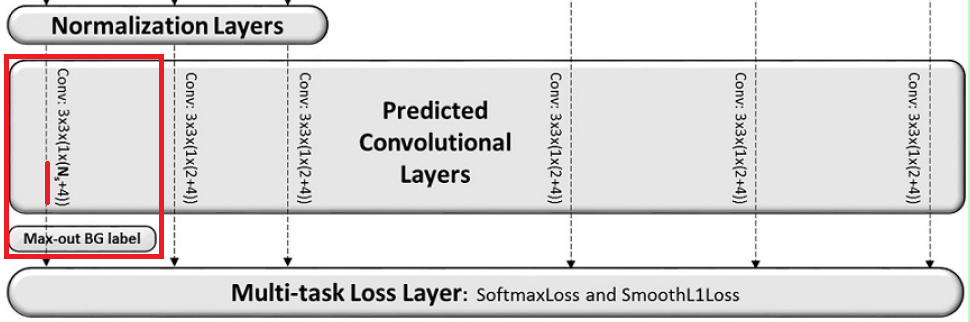 Normalization Layers
Conv: 3x3x(1x(Nₛ+4))
Conv: 3x3x(1x(2+4))
Conv: 3x3x(1x(2+4))
Predicted
Convolutional
Layers
Conv: 3x3x(1x(2+4))
Conv: 3x3x(1x(2+4))
Conv: 3x3x(1x(2+4))
Max-out BG label
Multi-task Loss Layer: SoftmaxLoss and SmoothL1Loss